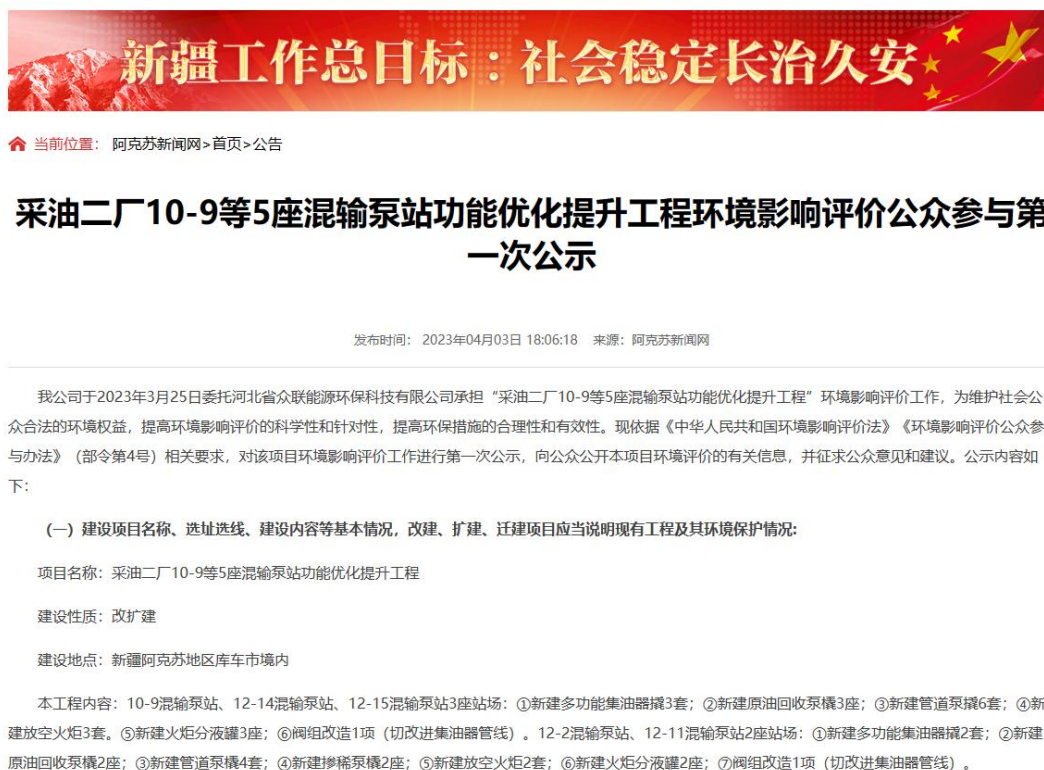 新疆工作总目标：社会稳定长治久安
当前位置： 阿克苏新闻网>首页>公告
采油二厂10-9等5座混输泵站功能优化提升工程环境影响评价公众参与第
一次公示
发布时间： 2023年04月03日 18:06:18 来源：阿克苏新闻网
我公司于2023年3月25日委托河北省众联能源环保科技有限公司承担“采油二厂10-9等5座混输泵站功能优化提升工程”环境影响评价工作，为维护社会公
众合法的环境权益，提高环境影响评价的科学性和针对性，提高环保措施的合理性和有效性。现依据《中华人民共和国环境影响评价法》《环境影响评价公众参
与办法》（部令第4号）相关要求，对该项目环境影响评价工作进行第一次公示，向公众公开本项目环境评价的有关信息，并征求公众意见和建议。公示内容如
下：
（一）建设项目名称、选址选线、建设内容等基本情况，改建、扩建、迁建项目应当说明现有工程及其环境保护情况:
项目名称：采油二厂10-9等5座混输泵站功能优化提升工程
建设性质：改扩建
建设地点：新疆阿克苏地区库车市境内
本工程内容：10-9混输泵站、12-14混输泵站、12-15混输泵站3座站场：①新建多功能集油器撬3套；②新建原油回收泵橇3座；③新建管道泵撬6套；④新
建放空火炬3套。⑤新建火炬分液罐3座；⑥阀组改造1项（切改进集油器管线）。12-2混输泵站、12-11混输泵站2座站场：①新建多功能集油器撬2套；②新建
原油回收泵橇2座；③新建管道泵橇4套；④新建掺稀泵橇2座；⑤新建放空火炬2套；⑥新建火炬分液罐2座；⑦阀组改造1项（切改进集油器管线）。